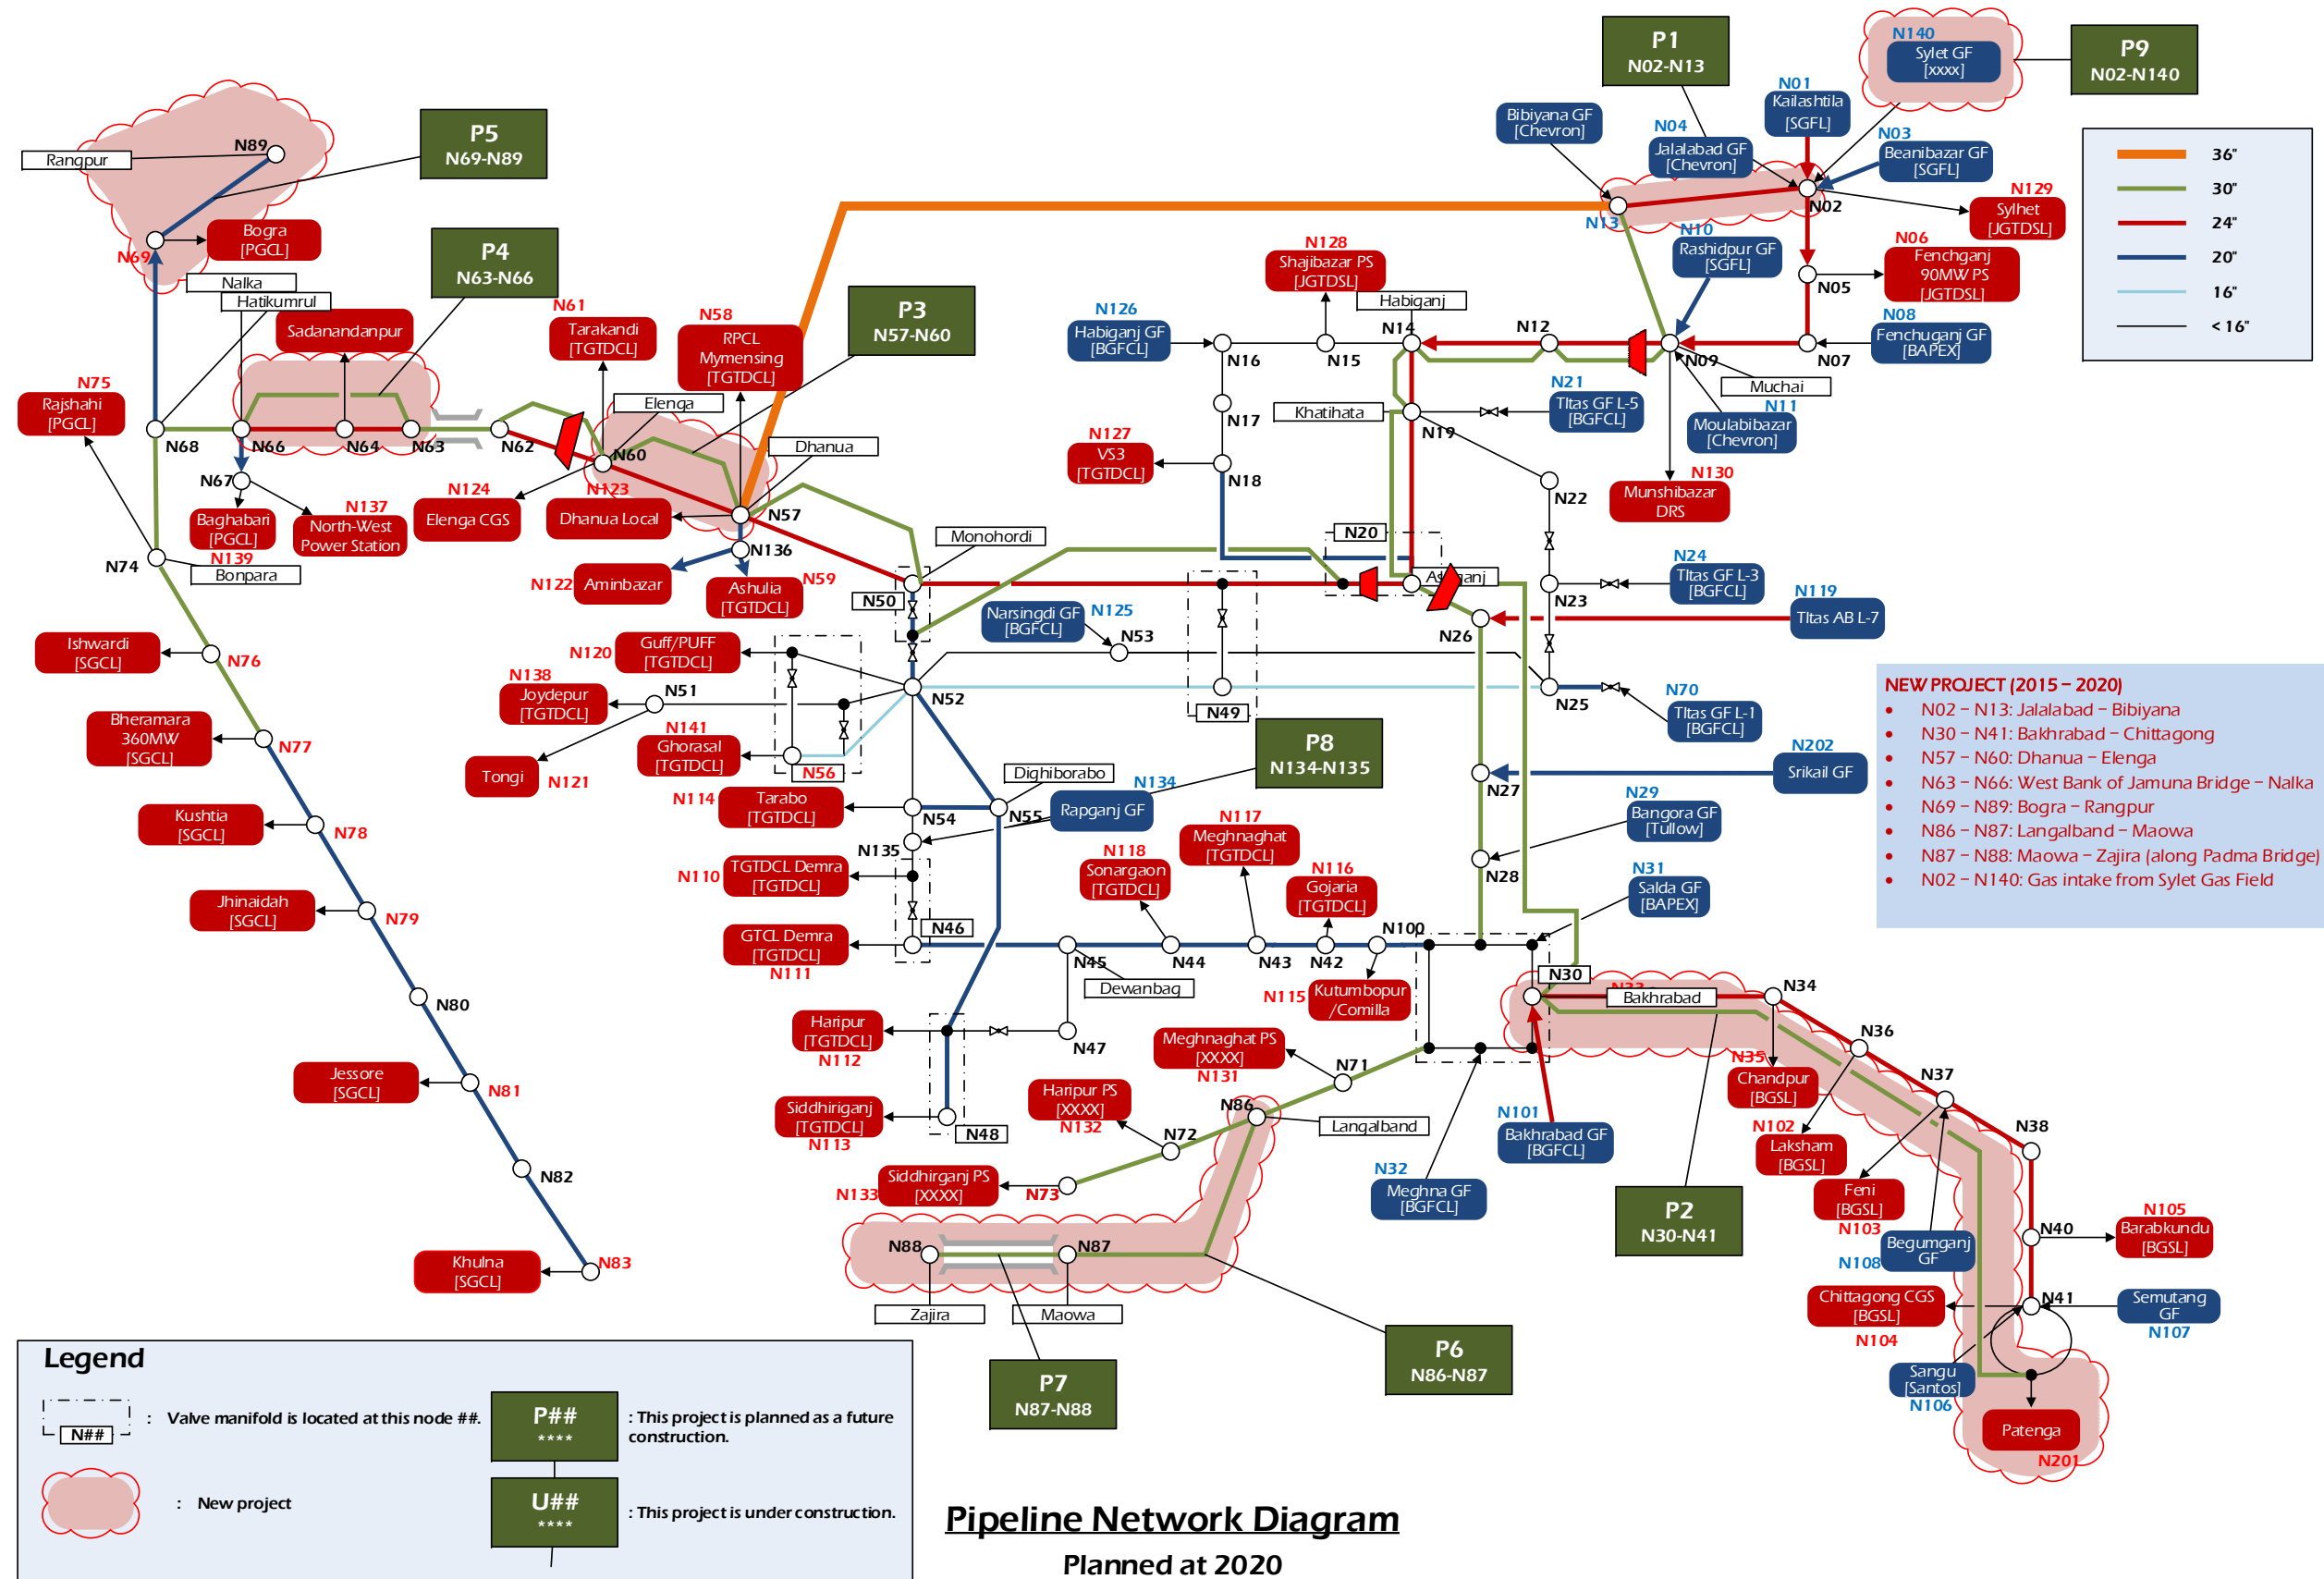 P1
N02-N13
N140
Sylet GF
[xxxx]
P9
N02-N140
N01
Kailashtila
[SGFL]
Bibiyana GF
[Chevron]
N04
Jalalabad GF
[Chevron]
N03
Beanibazar GF
[SGFL]
36"
30"
24"
20"
16"
< 16"
P5
N69-N89
N89
Rangpur
N129
Sylhet
[JGTDSL]
N02
N13
N10
Rashidpur GF
[SGFL]
N06
Fenchganj
90MW PS
[JGTDSL]
N05
Bogra
[PGCL]
N69
P4
N63-N66
Nalka
Hatikumrul
N128
Shajibazar PS
[JGTDSL]
Habiganj
P3
N57-N60
N61
Tarakandi
[TGTDCL]
N58
RPCL
Mymensing
[TGTDCL]
Sadanandanpur
N126
Habiganj GF
[BGFCL]
N16
N15
N14
N12
N09
N07
N08
Fenchuganj GF
[BAPEX]
Muchai
N75
Rajshahi
[PGCL]
Elenga
N21
TItas GF L-5
[BGFCL]
N11
Moulabibazar
[Chevron]
Khatihata
N17
N19
N68
N66
N64
N63
N62
N60
Dhanua
N127
VS3
[TGTDCL]
N18
N67
N124
Elenga CGS
N123
Dhanua Local
N57
N22
N130
Munshibazar
DRS
Baghabari
[PGCL]
N139
N137
North-West
Power Station
N20
Monohordi
N136
N74
Bonpara
N122
Aminbazar
Ashulia
[TGTDCL]
N59
N50
N24
TItas GF L-3
[BGFCL]
N23
N119
TItas AB L-7
Narsingdi GF
[BGFCL]
N125
N53
N26
Ishwardi
[SGCL]
N76
N120
Guff/PUFF
[TGTDCL]
N138
Joydepur
[TGTDCL]
N51
N52
N49
N25
N70
TItas GF L-1
[BGFCL]
NEW PROJECT (2015 – 2020)
• N02 – N13: Jalalabad – Bibiyana
• N30 – N41: Bakhrabad – Chittagong
• N57 – N60: Dhanua – Elenga
• N63 – N66: West Bank of Jamuna Bridge – Nalka
• N69 – N89: Bogra – Rangpur
• N86 – N87: Langalband – Maowa
• N87 – N88: Maowa – Zajira (along Padma Bridge)
• N02 – N140: Gas intake from Sylet Gas Field
Bheramara
360MW
[SGCL]
N77
N141
Ghorasal
[TGTDCL]
N56
Tongi
N121
P8
N134-N135
N202
Srikail GF
N27
Dighiborabo
N114
Tarabo
[TGTDCL]
N54
N55
N134
Rapganj GF
Kushtia
[SGCL]
N78
N29
Bangora GF
[Tullow]
N28
N135
N110
TGTDCL Demra
[TGTDCL]
N118
Sonargaon
[TGTDCL]
N117
Meghnaghat
[TGTDCL]
N116
Gojaria
[TGTDCL]
N31
Salda GF
[BAPEX]
Jhinaidah
[SGCL]
N79
GTCL Demra
[TGTDCL]
N111
N46
N45
N44
N43
N42
N100
Dewanbag
N115
Kutumbopur
/Comilla
N30
Bakhrabad
N34
N80
Haripur
[TGTDCL]
N112
N47
Meghnaghat PS
[XXXX]
N131
N71
N36
N35
Chandpur
[BGSL]
N37
Jessore
[SGCL]
N81
Haripur PS
[XXXX]
N132
N86
Langalband
Siddhiriganj
[TGTDCL]
N113
N48
N72
N101
Bakhrabad GF
[BGFCL]
N102
Laksham
[BGSL]
N38
N82
N133
Siddhirganj PS
[XXXX]
N73
N32
Meghna GF
[BGFCL]
P2
N30-N41
Feni
[BGSL]
N103
N105
Barabkundu
[BGSL]
N40
Begumganj
GF
N108
N88
N87
Khulna
[SGCL]
N83
Zajira
Maowa
Chittagong CGS
[BGSL]
N104
N41
Semutang
GF
N107
P6
N86-N87
P7
N87-N88
Sangu
[Santos]
N106
Patenga
N201
Legend
N##
: Valve manifold is located at this node ##.
P##
****
: This project is planned as a future
construction.
: New project
U##
****
: This project is under construction.
Pipeline Network Diagram
Planned at 2020